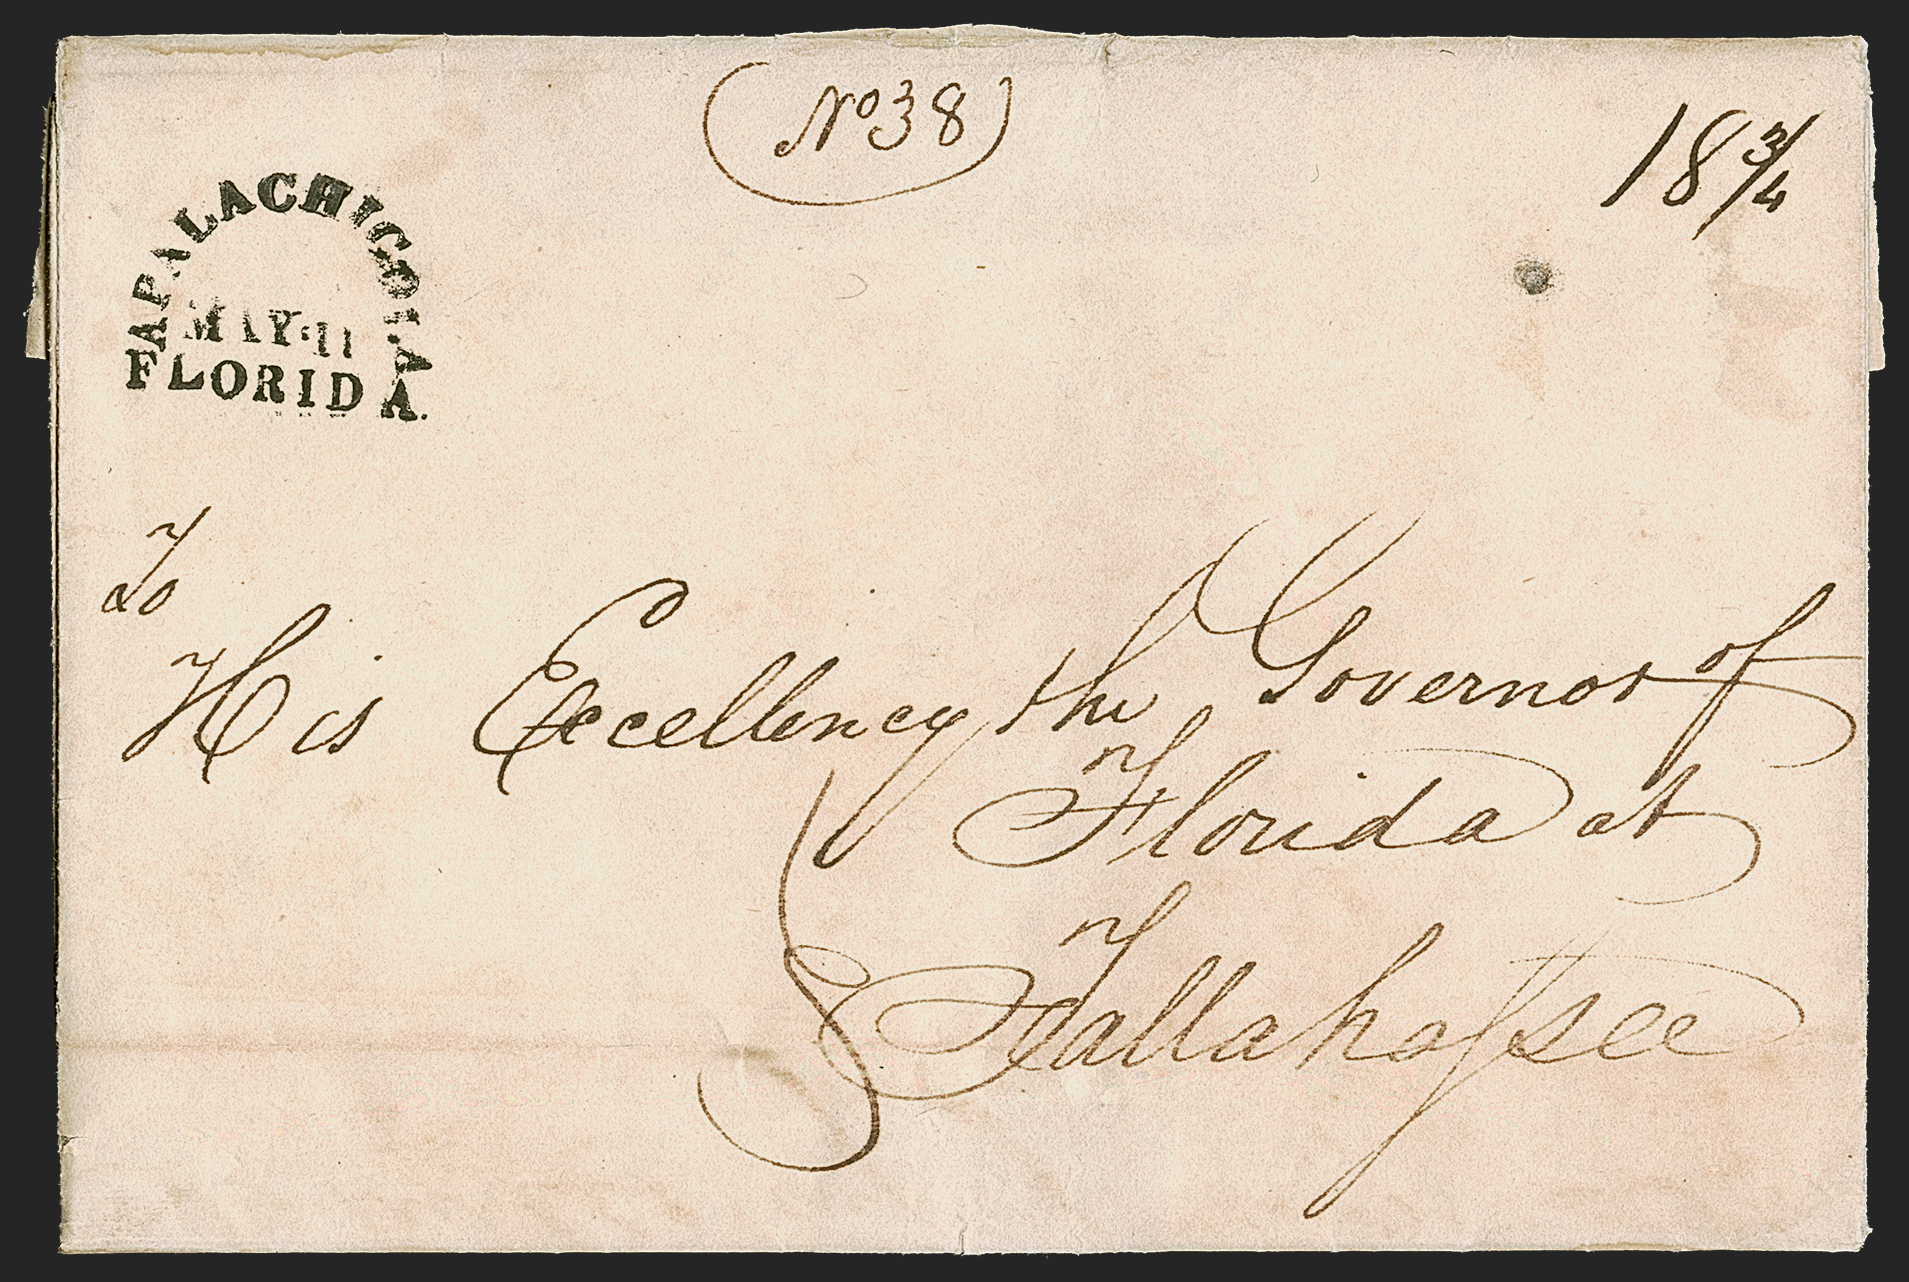 No 38
18 3/4
APALACHICOLA
MAY 11
FLORIDA.
To
His Excellency the Governor of
Florida at
Tallahassee